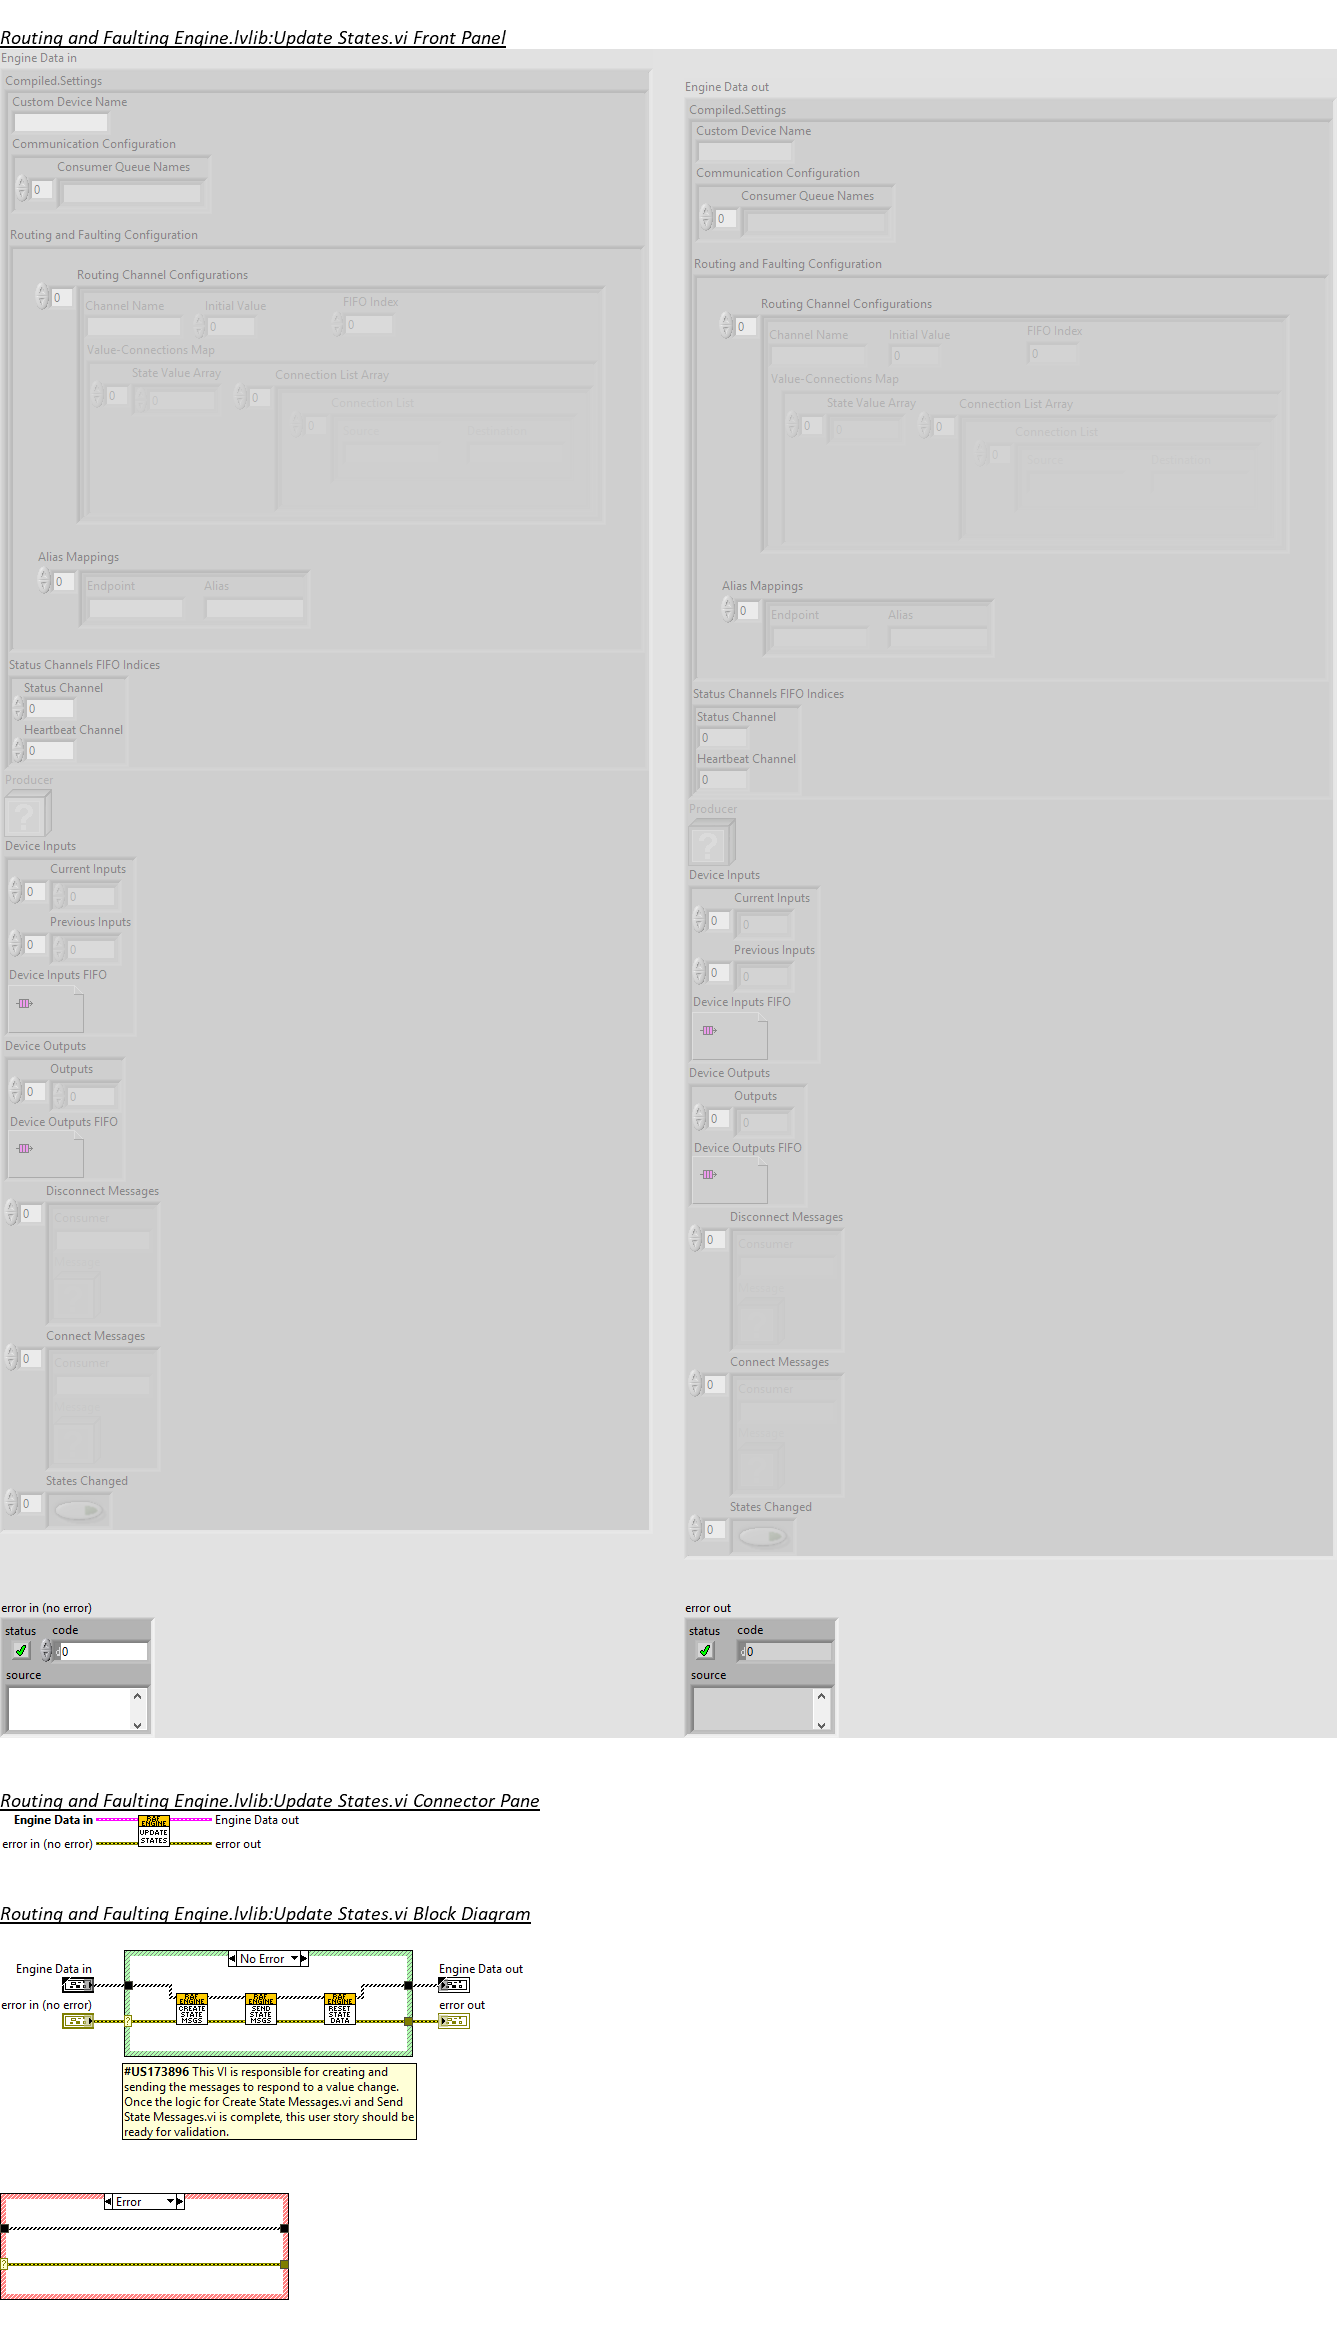 Routing and Faulting Engine.lvlib:Update States.vi Front Panel
Engine Data in
Compiled.Settings
Custom Device Name
Communication Configuration
Consumer Queue Names
0
Routing and Faulting Configuration
Routing Channel Configurations
0
Channel Name
Initial Value
FIFO Index
0
0
Value-Connections Map
State Value Array
Connection List Array
0
0
0
Connection List
0
Alias Mappings
0
Endpoint
Alias
Status Channels FIFO Indices
Status Channel
0
Heartbeat Channel
0
Producer
?
Device Inputs
Current Inputs
0
0
Previous Inputs
0
0
Device Inputs FIFO
Device Outputs
Outputs
0
0
Device Outputs FIFO
Disconnect Messages
0
Consumer
Connect Messages
0
Consumer
States Changed
0
error in (no error)
status
code
d
0
source
Engine Data out
Compiled.Settings
Custom Device Name
Communication Configuration
Consumer Queue Names
0
Routing and Faulting Configuration
Routing Channel Configurations
0
Channel Name
Initial Value
FIFO Index
0
0
Value-Connections Map
State Value Array
Connection List Array
0
0
0
Connection List
0
Source
Destination
Alias Mappings
0
Endpoint
Alias
Status Channels FIFO Indices
Status Channel
0
Heartbeat Channel
0
Producer
?
Device Inputs
Current Inputs
0
0
Previous Inputs
0
0
Device Inputs FIFO
Device Outputs
Outputs
0
0
Device Outputs FIFO
Disconnect Messages
0
Consumer
Connect Messages
0
Consumer
States Changed
0
error out
status
code
d
0
source
Routing and Faulting Engine.lvlib:Update States.vi Connector Pane
Engine Data in
RAF
ENGINE
UPDATE
STATES
Engine Data out
error in (no error)
error out
Routing and Faulting Engine.lvlib:Update States.vi Block Diagram
No Error
Engine Data in
Engine Data out
error in (no error)
error out
?
RAF
ENGINE
CREATE
STATE
MSGS
RAF
ENGINE
SEND
STATE
MSGS
RAF
ENGINE
RESET
STATE
DATA
#US173896 This VI is responsible for creating and
sending the messages to respond to a value change.
Once the logic for Create State Messages.vi and Send
State Messages.vi is complete, this user story should be
ready for validation.
Error
?